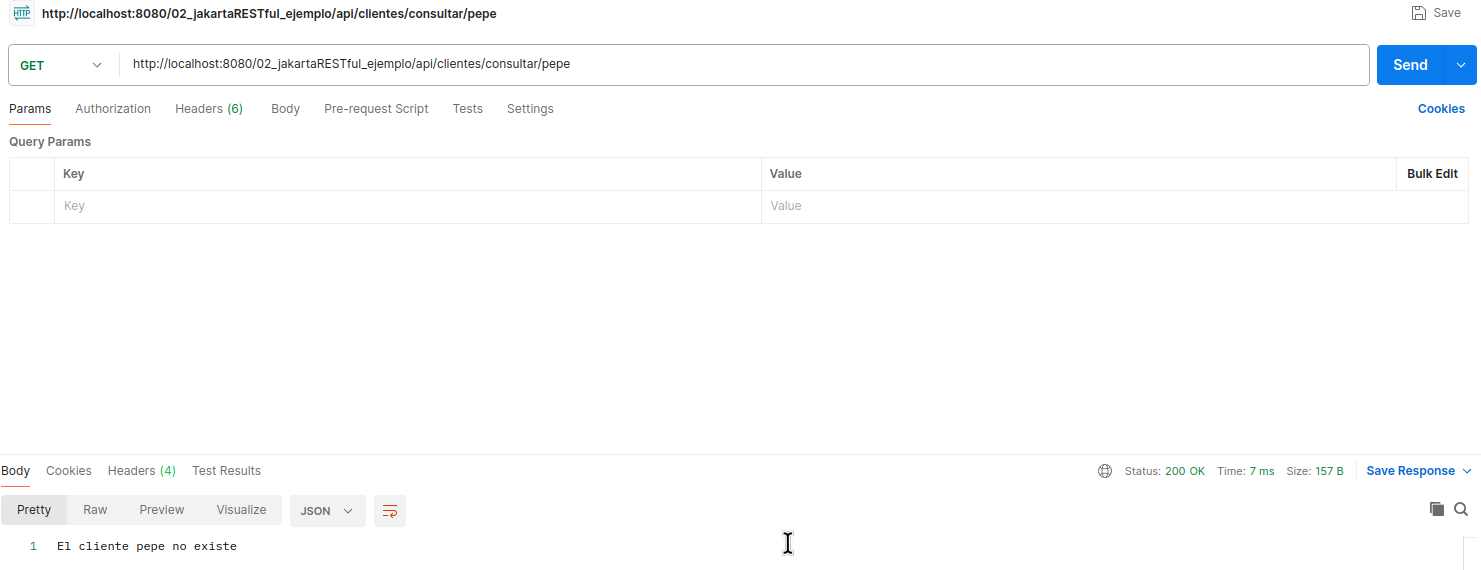 HTTP http://localhost:8080/02_jakartaRESTful_ejemplo/api/clientes/consultar/pepe Save
GET http://localhost:8080/02_jakartaRESTful_ejemplo/api/clientes/consultar/pepe Send
Params Authorization Headers (6) Body Pre-request Script Tests Settings Cookies
Query Params
Key Value Bulk Edit
Key Value
Body Cookies Headers (4) Test Results Status: 200 OK Time: 7 ms Size: 157 B Save Response
Pretty Raw Preview Visualize JSON
1 El cliente pepe no existe